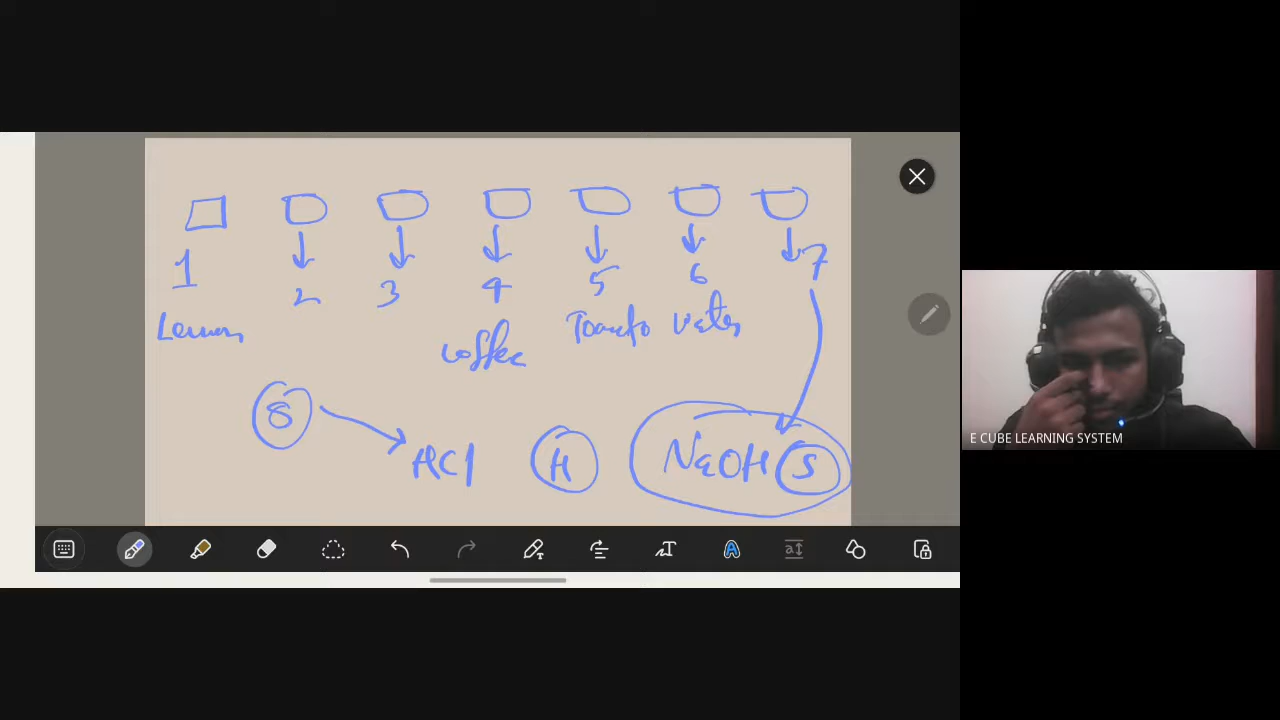 1 2 3 4 5 6 7
Lemon coffee Tomato water
8 HCl H NaOH S
E CUBE LEARNING SYSTEM